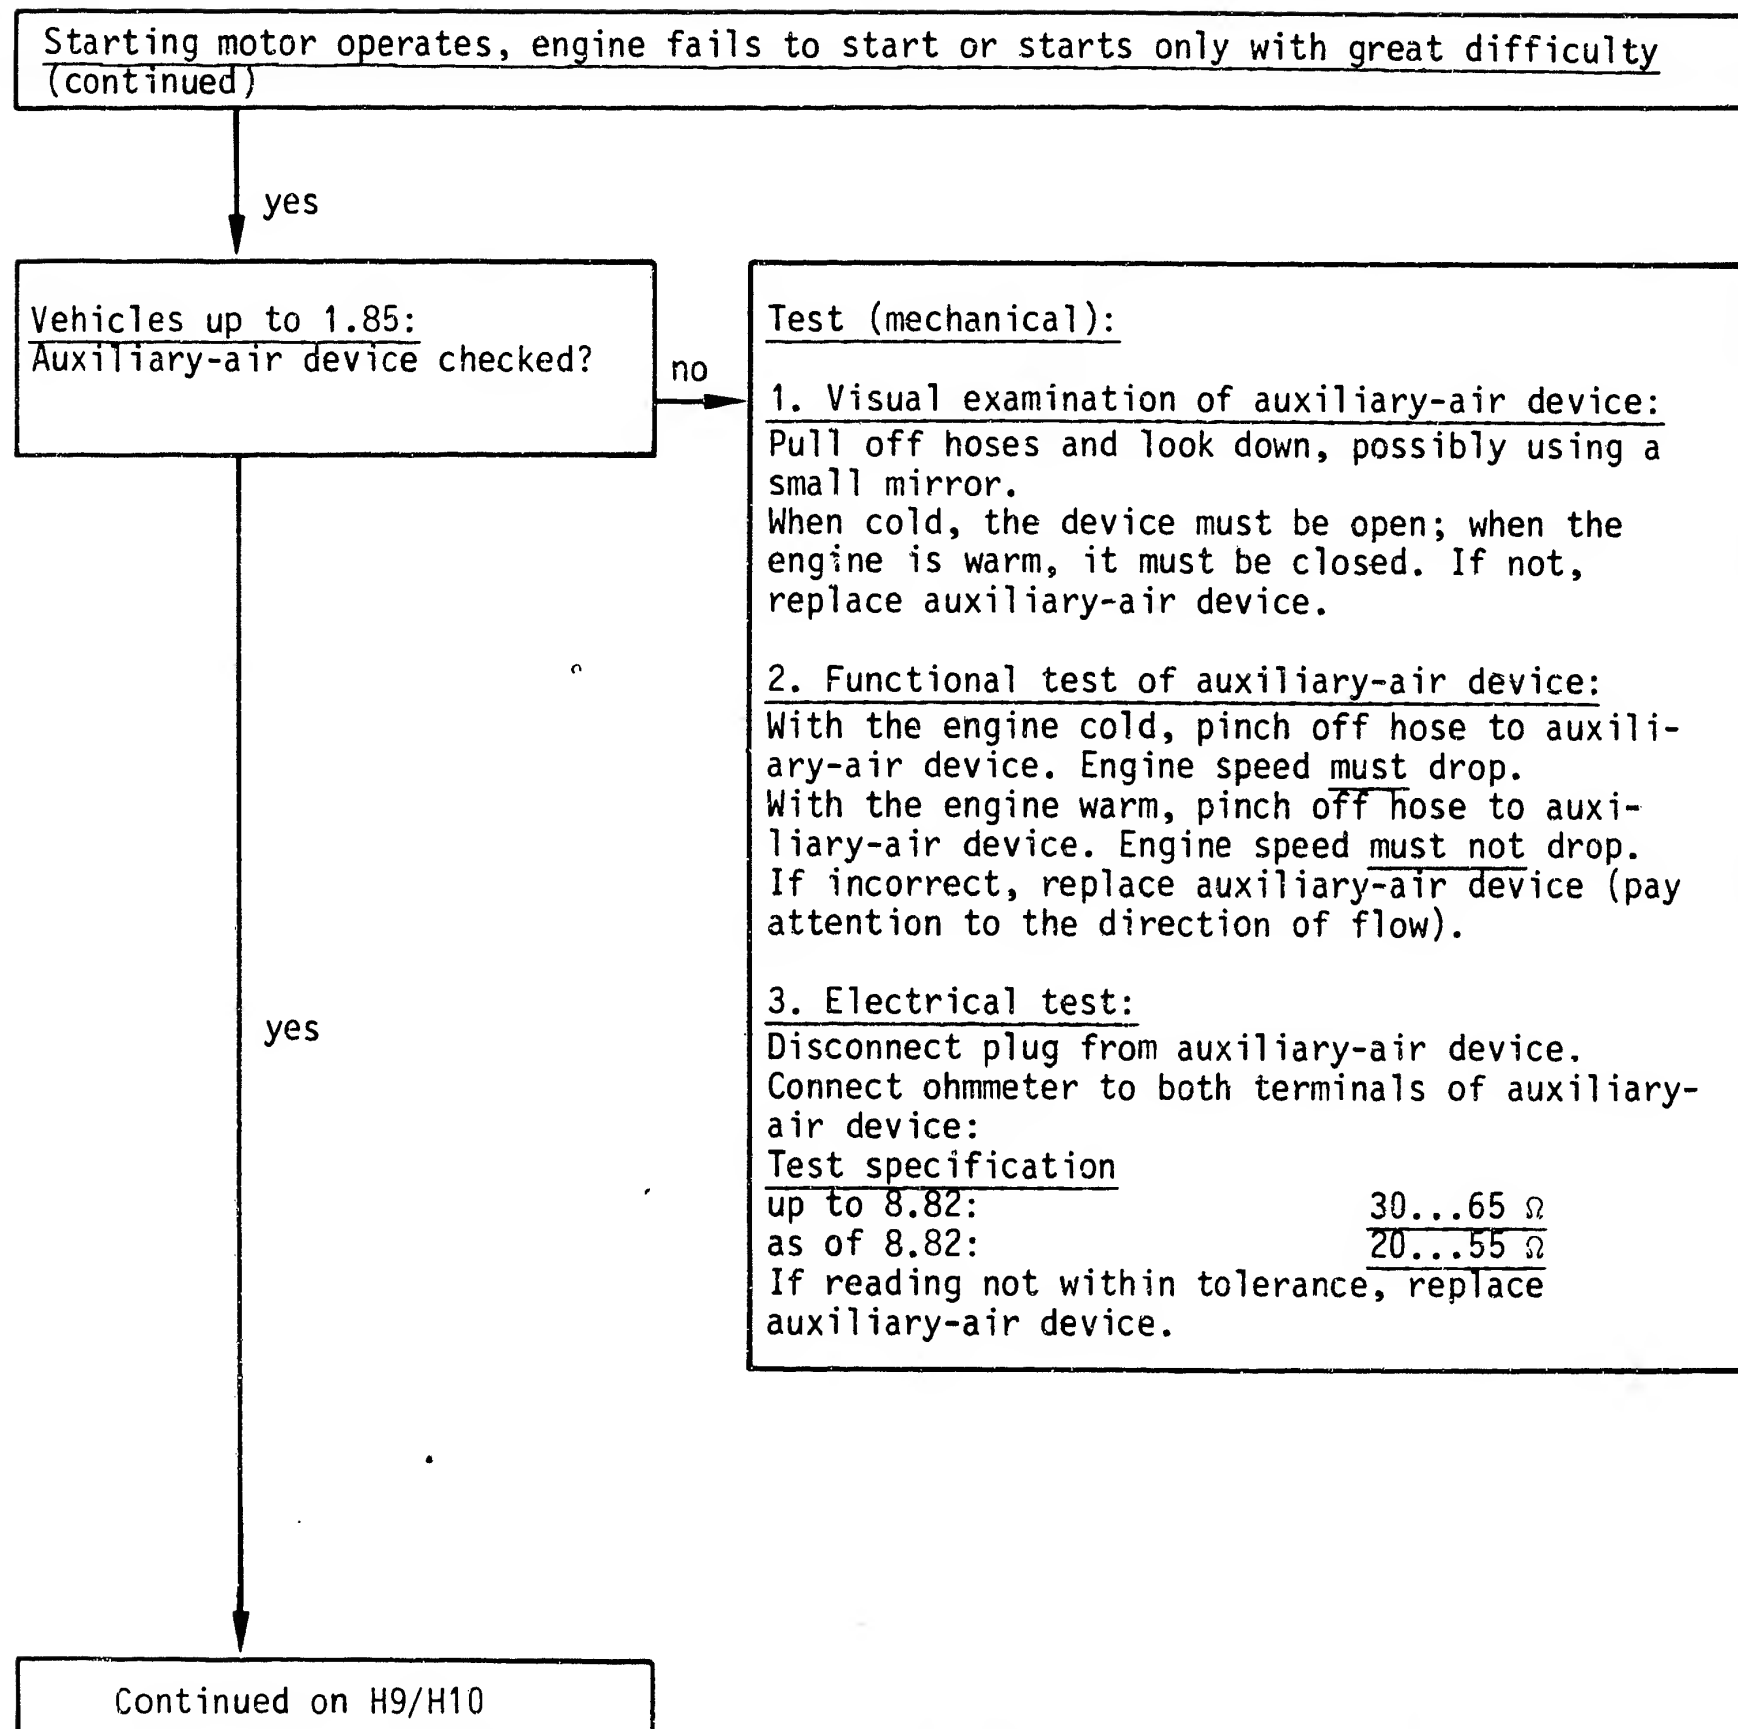 Starting motor operates, engine fails to start or starts only with great difficulty
(continued)
yes
Vehicles up to 1.85:
Auxiliary-air device checked?
no
Test (mechanical):
1. Visual examination of auxiliary-air device:
Pull off hoses and look down, possibly using a
small mirror.
When cold, the device must be open; when the
engine is warm, it must be closed. If not,
replace auxiliary-air device.
2. Functional test of auxiliary-air device:
With the engine cold, pinch off hose to auxili-
ary-air device. Engine speed must drop.
With the engine warm, pinch off hose to auxi-
liary-air device. Engine speed must not drop.
If incorrect, replace auxiliary-air device (pay
attention to the direction of flow).
3. Electrical test:
Disconnect plug from auxiliary-air device.
Connect ohmmeter to both terminals of auxiliary-
air device:
Test specification
up to 8.82: 30...65 Ω
as of 8.82: 20...55 Ω
If reading not within tolerance, replace
auxiliary-air device.
yes
Continued on H9/H10